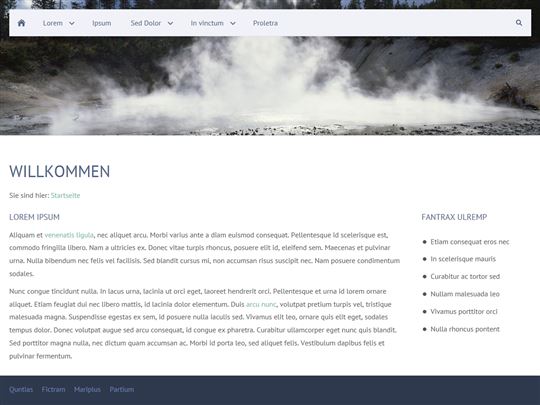 Lorem Ipsum Sed Dolor In vinctum Proletra
WILLKOMMEN
Sie sind hier: Startseite
LOREM IPSUM
Aliquam et venenatis ligula, nec aliquet arcu. Morbi varius ante a diam euismod consequat. Pellentesque id scelerisque est,
commodo fringilla libero. Nam a ultricies ex. Donec vitae turpis rhoncus, posuere elit id, eleifend sem. Maecenas et pulvinar
urna. Nulla bibendum nec felis vel facilisis. Sed blandit cursus mi, non accumsan risus suscipit nec. Nam posuere condimentum
sodales.
Nunc congue tincidunt nulla. In lacus urna, lacinia ut orci eget, laoreet hendrerit orci. Pellentesque et urna id lorem ornare
aliquet. Etiam feugiat dui nec libero mattis, id lacinia dolor elementum. Duis arcu nunc, volutpat pretium turpis vel, tristique
malesuada magna. Suspendisse egestas ex sem, id posuere nulla iaculis sed. Vivamus elit leo, ornare quis elit eget, sodales
tempus dolor. Donec volutpat augue sed arcu consequat, id congue ex pharetra. Curabitur ullamcorper eget nunc quis blandit.
Sed porttitor magna nulla, nec dictum quam accumsan ac. Morbi id porta leo, sed aliquet felis. Vestibulum dapibus felis et
pulvinar fermentum.
FANTRAX ULREMP
Etiam consequat eros nec
In scelerisque mauris
Curabitur ac tortor sed
Nullam malesuada leo
Vivamus porttitor orci
Nulla rhoncus pontent
Quntias Fictram Mariplus Partium